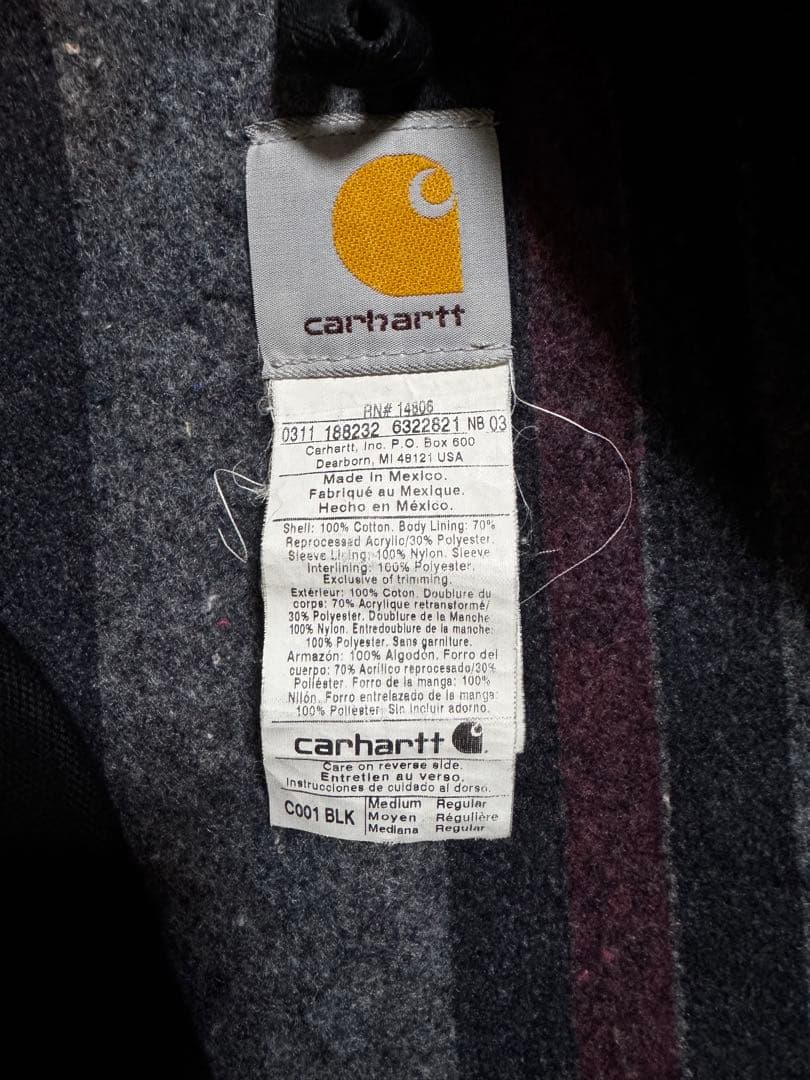 carhartt
RN# 14806
0311 188232 6322821 NB 03
Carhartt, Inc. P.O. Box 600
Dearborn, MI 48121 USA
Made in Mexico.
Fabriqué au Mexique.
Hecho en México.
Shell: 100% Cotton. Body Lining: 70%
Reprocessed Acrylic/30% Polyester.
Sleeve Lining: 100% Nylon. Sleeve
Interlining: 100% Polyester.
Exclusive of trimming.
Extérieur: 100% Coton. Doublure du
corps: 70% Acrylique retransformé/
30% Polyester. Doublure de la Manche
100% Nylon. Entredoublure de la manche:
100% Polyester. Sans garniture.
Armazón: 100% Algodón. Forro del
cuerpo: 70% Acrílico reprocesado/30%
Poliéster. Forro de la manga: 100%
Nilón. Forro entrelazado de la manga:
100% Poliéster. Sin incluir adorno.
carhartt
Care on reverse side.
Entretien au verso.
Instrucciones de cuidado al dorso.
C001 BLK
Medium Regular
Moyen Régulière
Mediana Regular